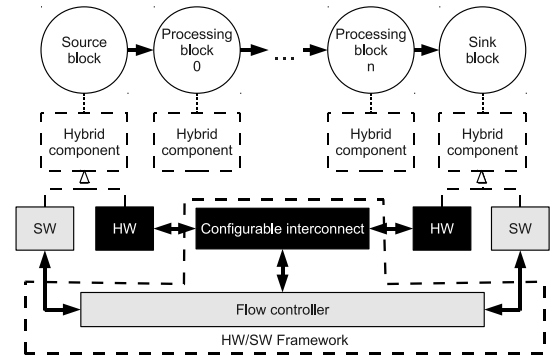 Source
block
Processing
block
0
...
Processing
block
n
Sink
block
Hybrid
component
Hybrid
component
Hybrid
component
Hybrid
component
SW
HW
Configurable interconnect
HW
SW
Flow controller
HW/SW Framework